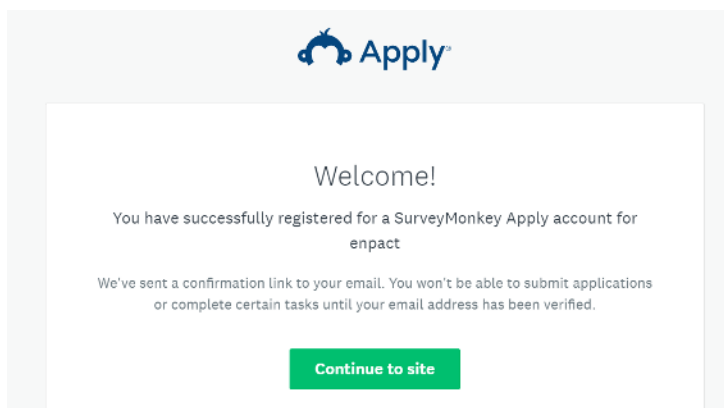 Apply
Welcome!
You have successfully registered for a SurveyMonkey Apply account for
enpact
We've sent a confirmation link to your email. You won't be able to submit applications
or complete certain tasks until your email address has been verified.
Continue to site